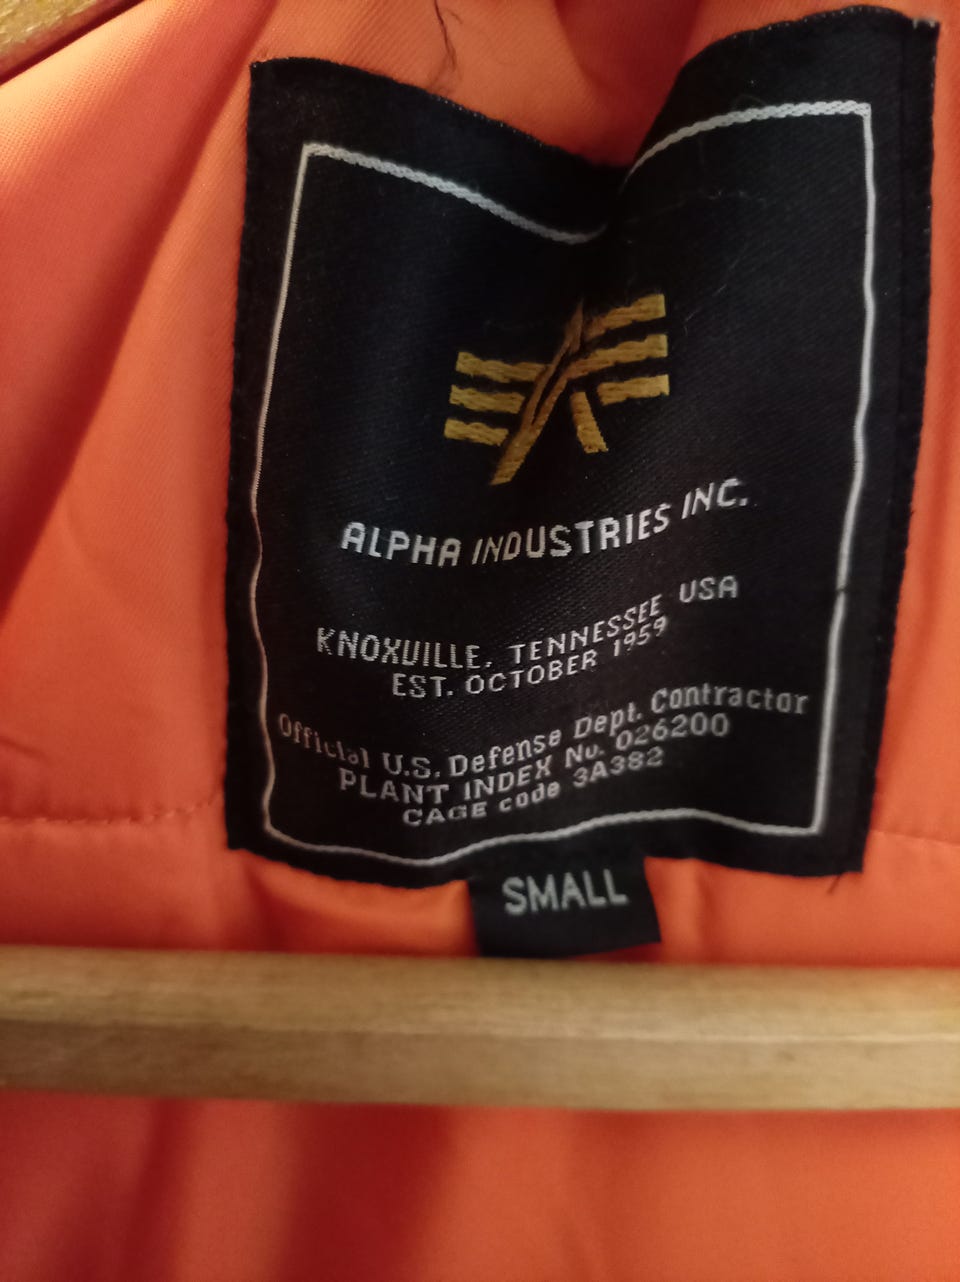 ALPHA INDUSTRIES INC.
KNOXVILLE, TENNESSEE USA
EST. OCTOBER 1959
Official U.S. Defense Dept. Contractor
PLANT INDEX No. 026200
CAGE code 3A382
SMALL